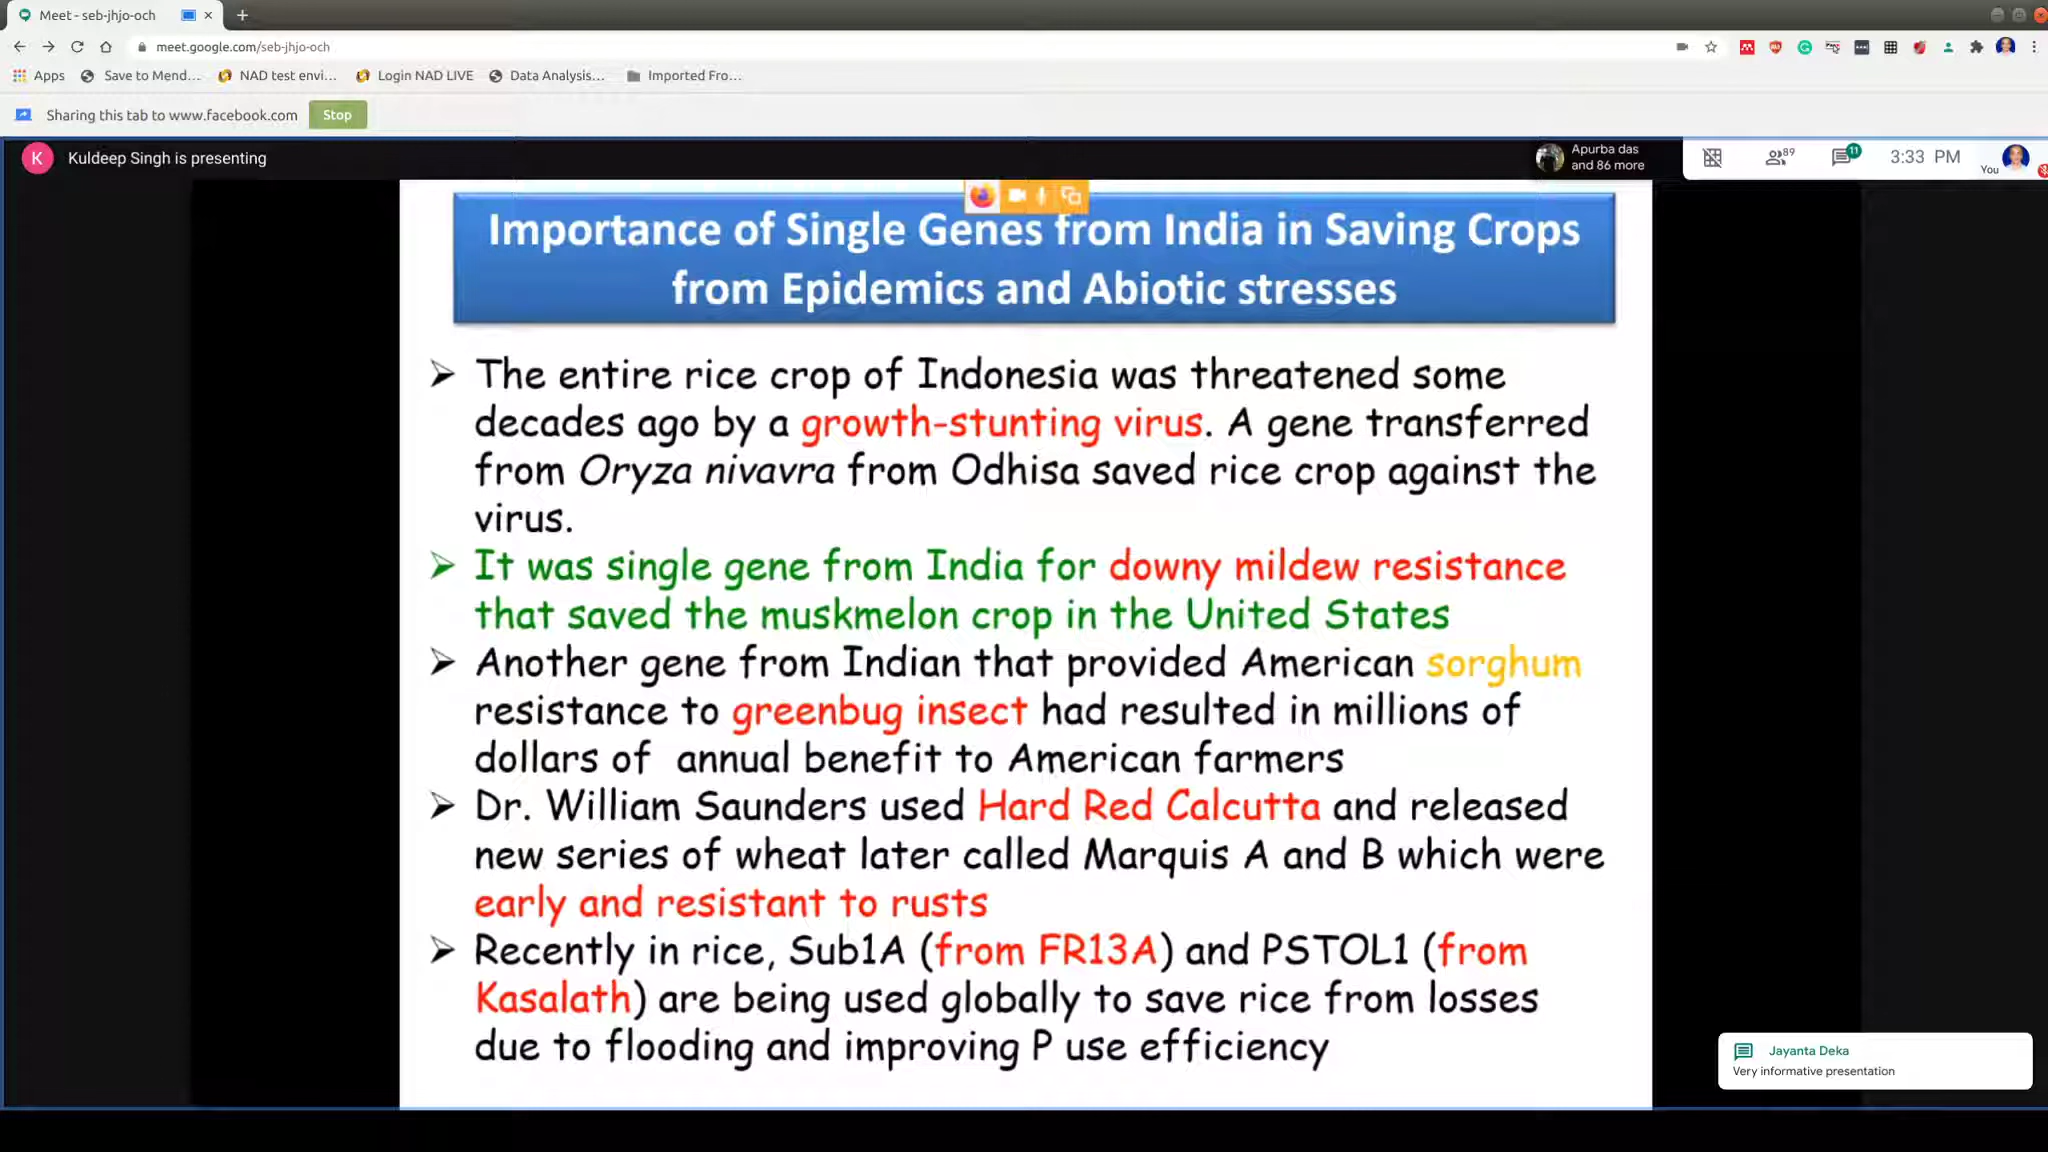 Meet - seb-jhjo-och
meet.google.com/seb-jhjo-och
Apps Save to Mend... NAD test envi... Login NAD LIVE Data Analysis... Imported Fro...
Sharing this tab to www.facebook.com Stop
K Kuldeep Singh is presenting
Apurba das
and 86 more
89
11
3:33 PM
You
Importance of Single Genes from India in Saving Crops
from Epidemics and Abiotic stresses
The entire rice crop of Indonesia was threatened some
decades ago by a growth-stunting virus. A gene transferred
from Oryza nivavra from Odhisa saved rice crop against the
virus.
It was single gene from India for downy mildew resistance
that saved the muskmelon crop in the United States
Another gene from Indian that provided American sorghum
resistance to greenbug insect had resulted in millions of
dollars of annual benefit to American farmers
Dr. William Saunders used Hard Red Calcutta and released
new series of wheat later called Marquis A and B which were
early and resistant to rusts
Recently in rice, Sub1A (from FR13A) and PSTOL1 (from
Kasalath) are being used globally to save rice from losses
due to flooding and improving P use efficiency
Jayanta Deka
Very informative presentation